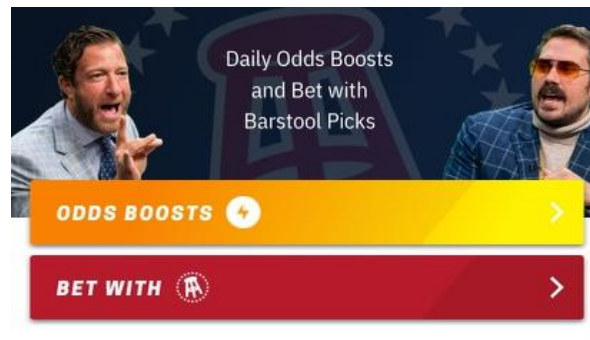 Daily Odds Boosts
and Bet with
Barstool Picks
ODDS BOOSTS
BET WITH